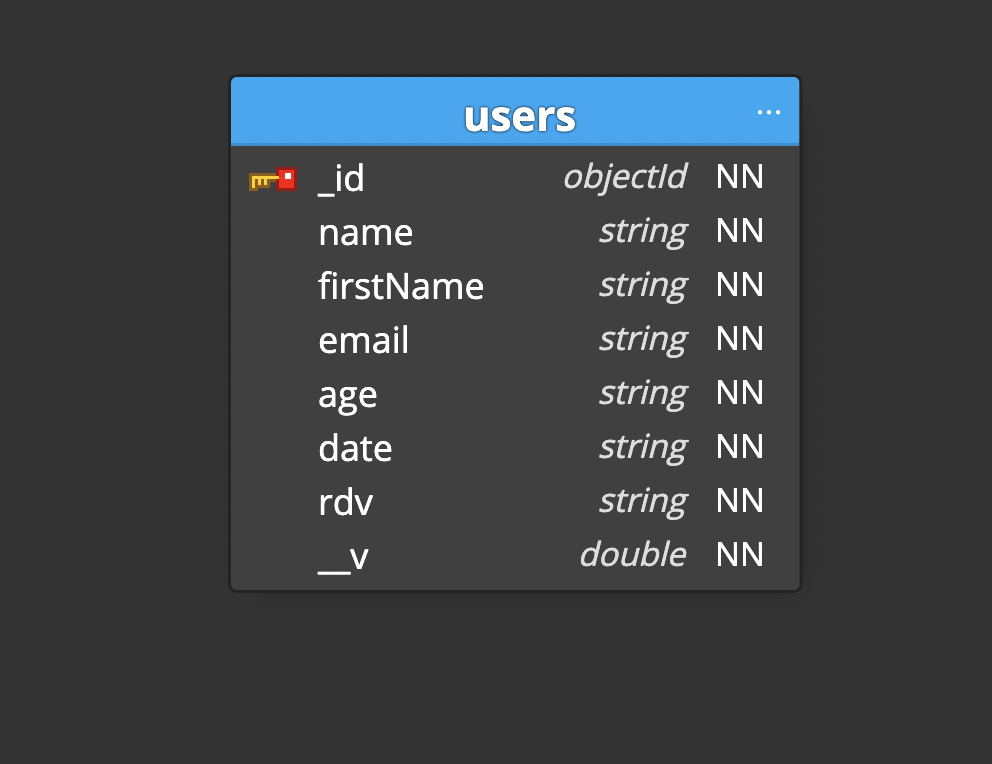 users ...
_id objectId NN
name string NN
firstName string NN
email string NN
age string NN
date string NN
rdv string NN
__v double NN